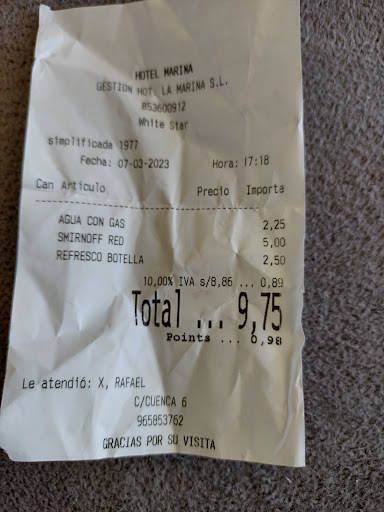 HOTEL MARINA
GESTION HOT. LA MARINA S.L.
B53600912
White Star
simplificada 1977
Fecha: 07-03-2023 Hora: 17:18
Can Artículo Precio Importe
AGUA CON GAS 2,25
SMIRNOFF RED 5,00
REFRESCO BOTELLA 2,50
10,00% IVA s/8,86 ... 0,89
Total ... 9,75
Points ... 0,98
Le atendió: X, RAFAEL
C/CUENCA 6
965853762
GRACIAS POR SU VISITA